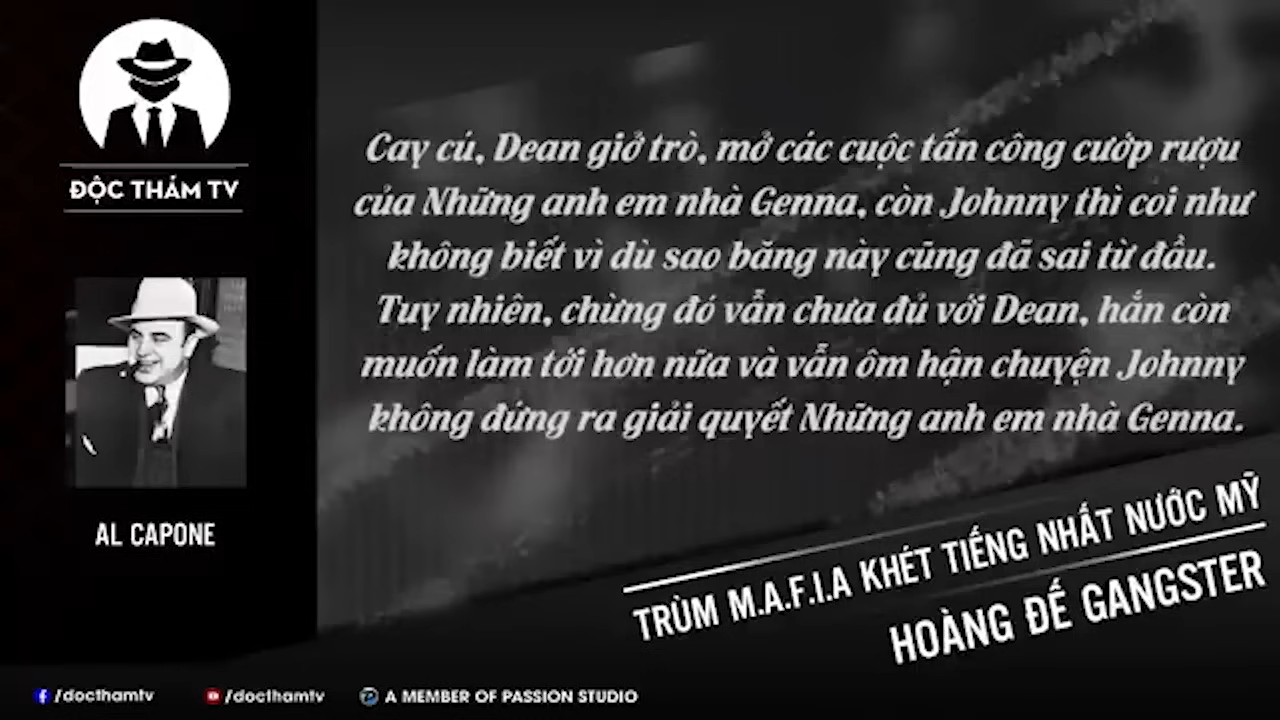 ĐỘC THÁM TV
AL CAPONE
Cay cú, Dean giở trò, mở các cuộc tấn công cướp rượu
của Những anh em nhà Genna, còn Johnny thì coi như
không biết vì dù sao băng này cũng đã sai từ đầu.
Tuy nhiên, chừng đó vẫn chưa đủ với Dean, hắn còn
muốn làm tới hơn nữa và vẫn ôm hận chuyện Johnny
không đứng ra giải quyết Những anh em nhà Genna.
TRÙM M.A.F.I.A KHÉT TIẾNG NHẤT NƯỚC MỸ
HOÀNG ĐẾ GANGSTER
/docthamtv
/docthamtv
A MEMBER OF PASSION STUDIO